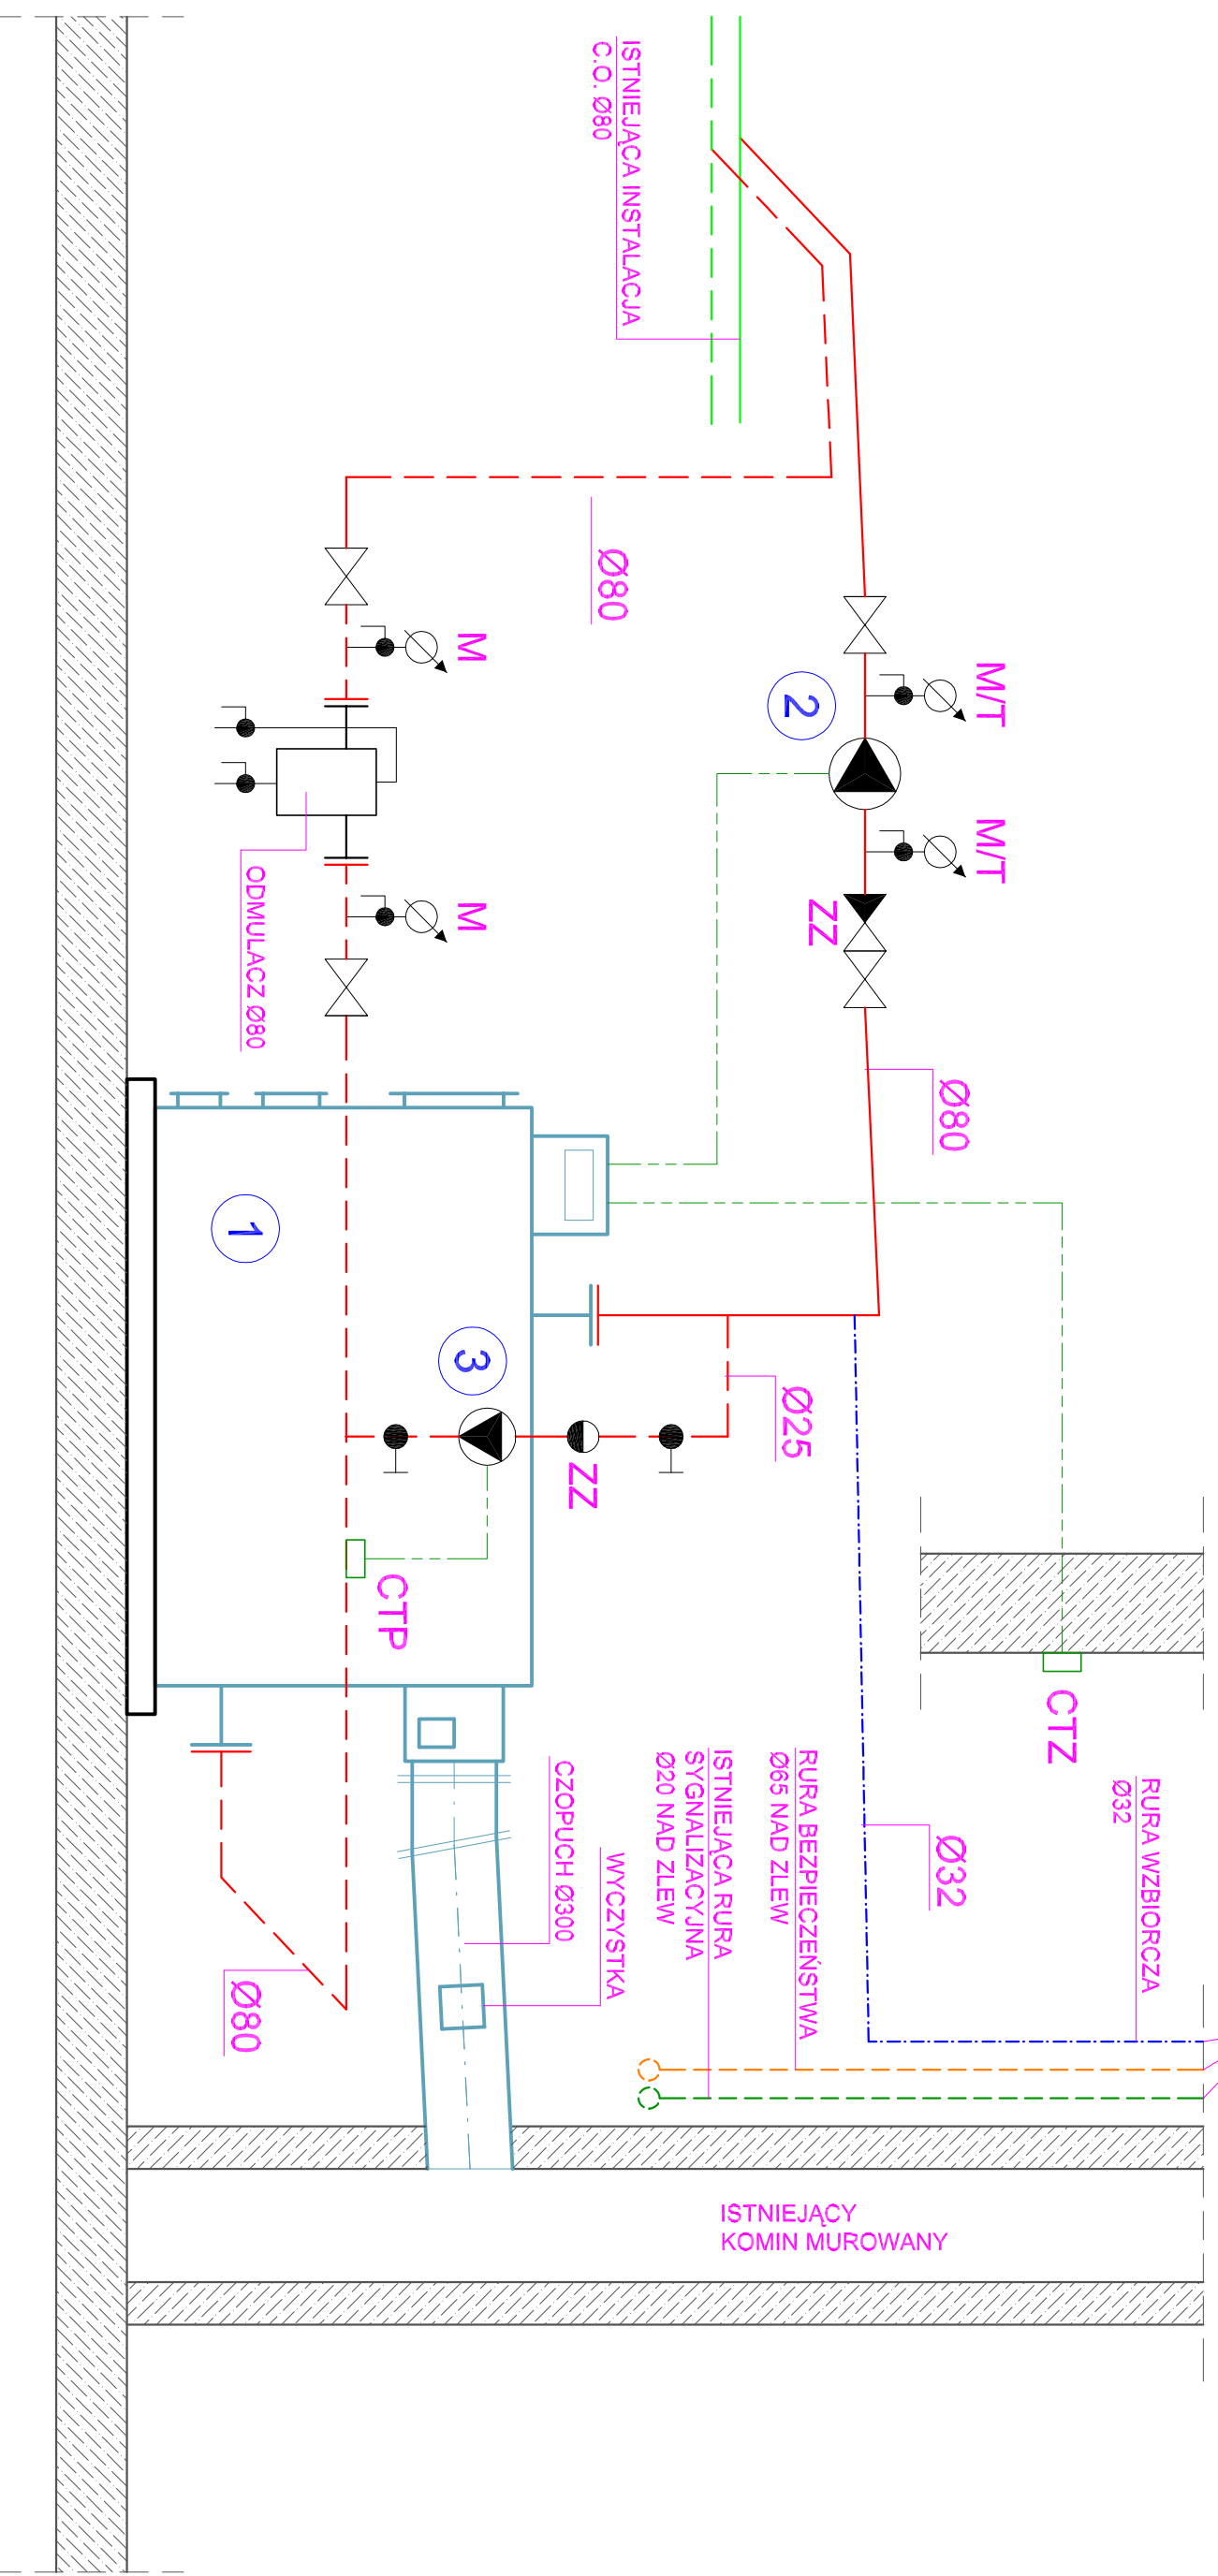 ISTNIEJĄCA INSTALACJA
C.O. Ø80
Ø80
M
M/T
2
M/T
ZZ
M
ODMULACZ Ø80
Ø80
1
3
Ø25
ZZ
CTP
CTZ
RURA WZBIORCZA
Ø32
Ø32
RURA BEZPIECZEŃSTWA
Ø65 NAD ZLEW
ISTNIEJĄCA RURA
SYGNALIZACYJNA
Ø20 NAD ZLEW
WYCZYSTKA
CZOPUCH Ø300
Ø80
ISTNIEJĄCY
KOMIN MUROWANY